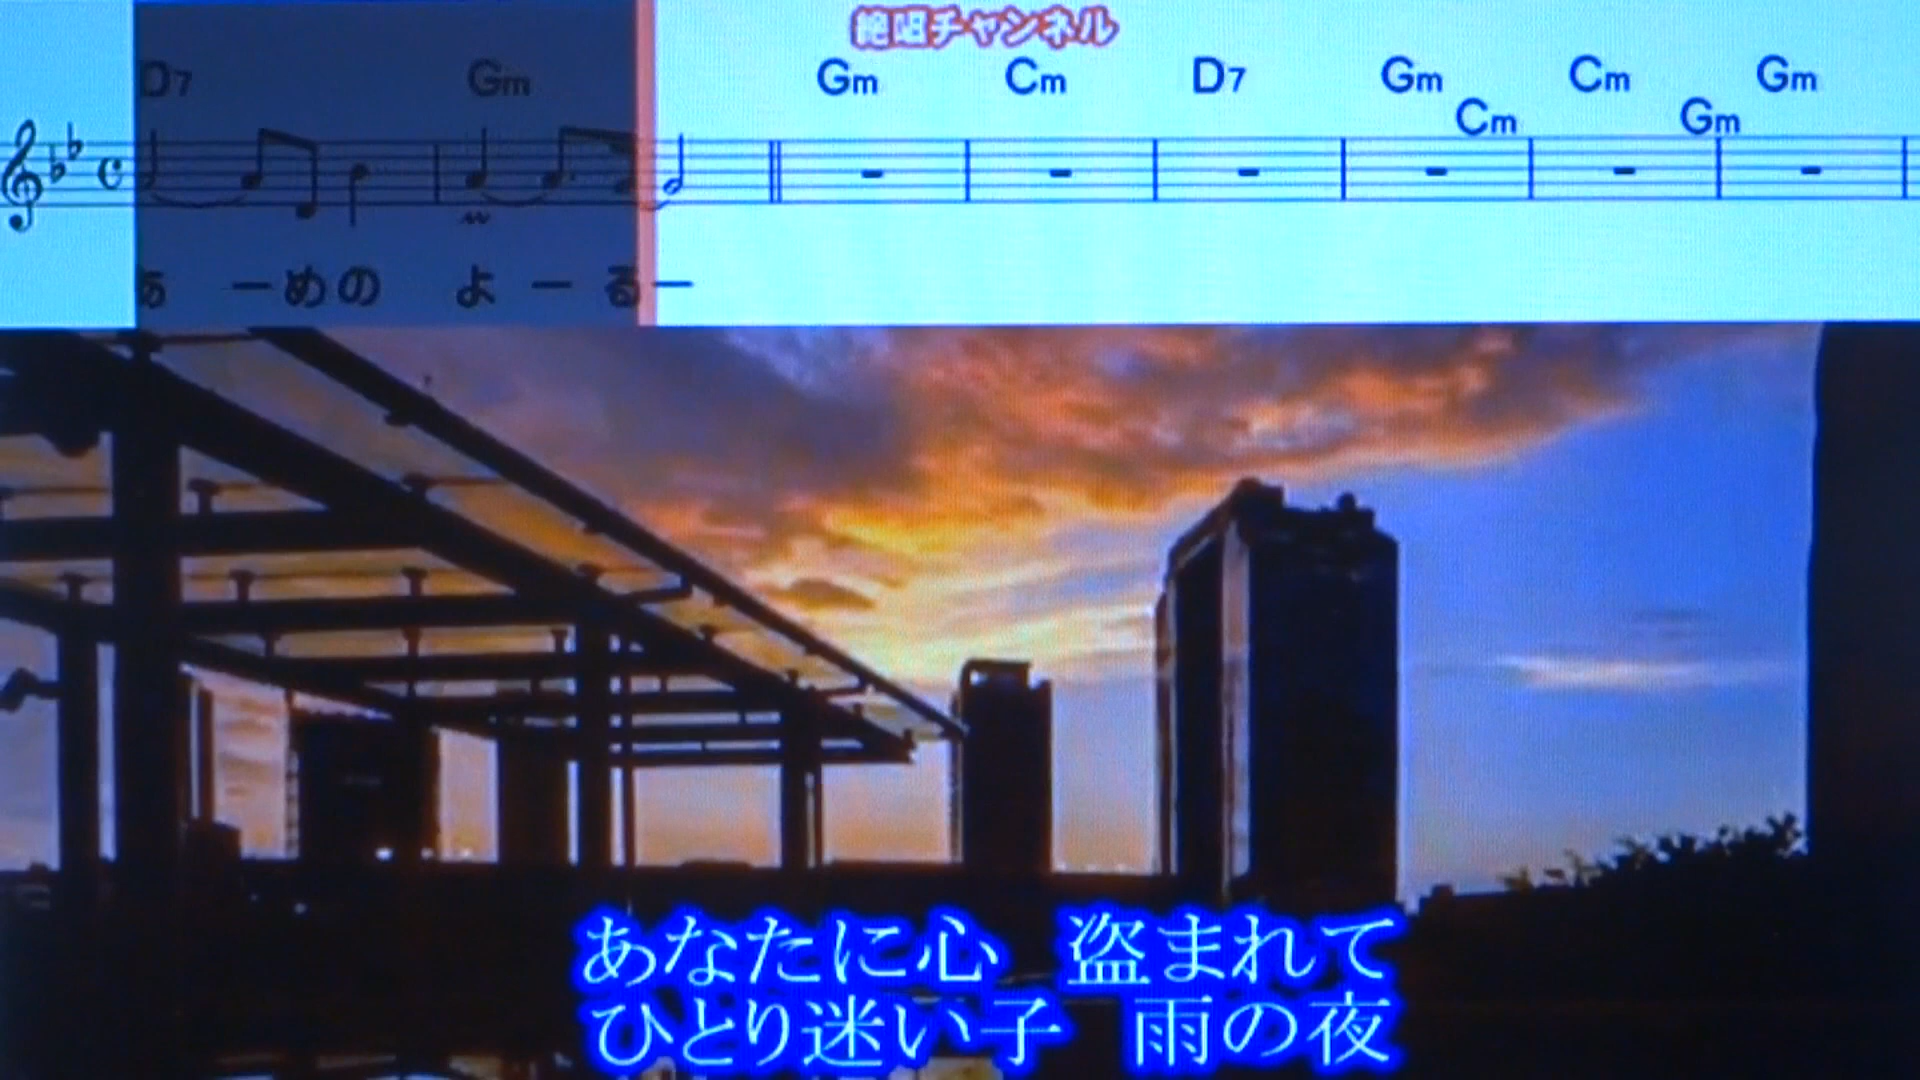 絶唱チャンネル
D7 Gm Gm Cm D7 Gm Cm Gm
Cm Gm
あ ーめの よ ー る ー
あなたに心 盗まれて
ひとり迷い子 雨の夜